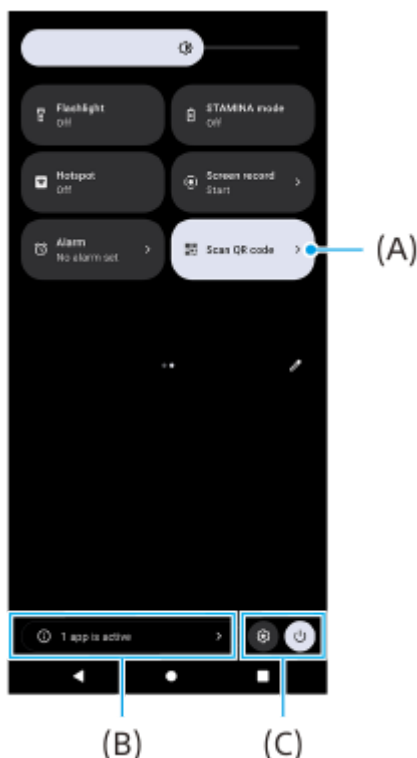 Flashlight
Off
STAMINA mode
Off
Hotspot
Off
Screen record
Start
Alarm
No alarm set
Scan QR code
(A)
1 app is active
(B)
(C)